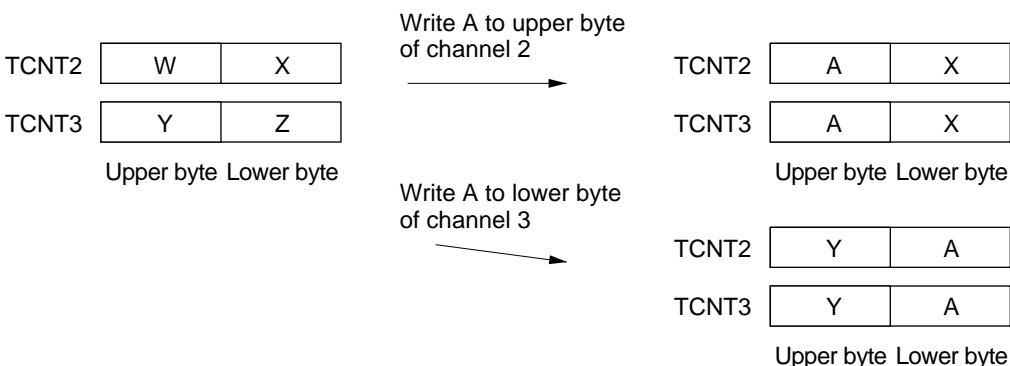 Write A to upper byte
of channel 2
TCNT2 W X
TCNT3 Y Z
Upper byte Lower byte
TCNT2 A X
TCNT3 A X
Upper byte Lower byte
Write A to lower byte
of channel 3
TCNT2 Y A
TCNT3 Y A
Upper byte Lower byte